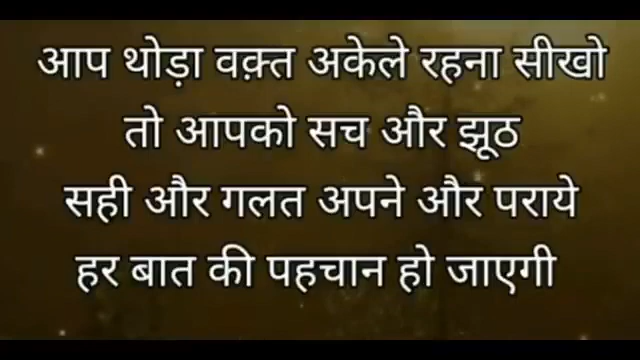 आप थोड़ा वक़्त अकेले रहना सीखो
तो आपको सच और झूठ
सही और गलत अपने और पराये
हर बात की पहचान हो जाएगी